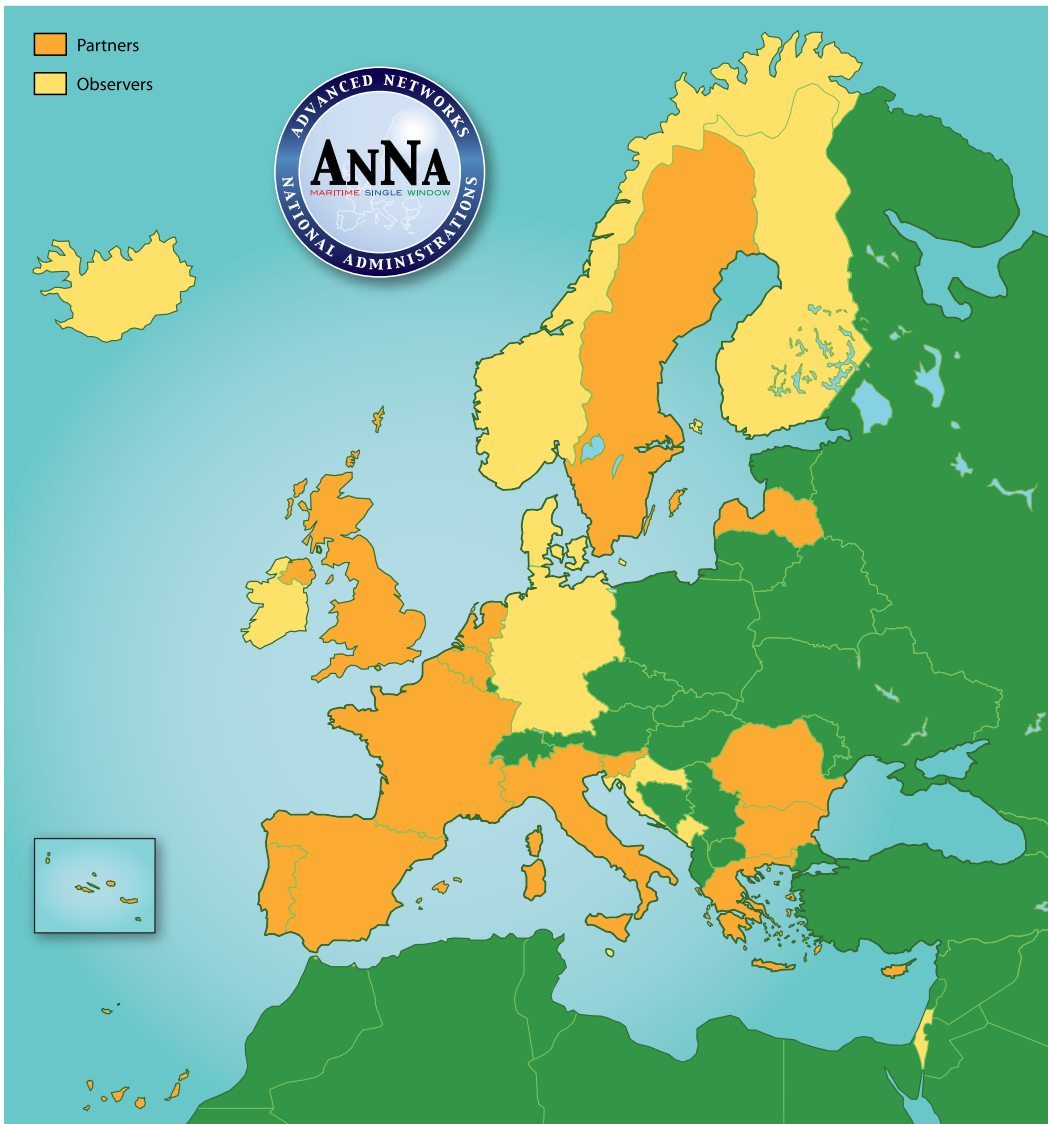 Partners
Observers
ADVANCED NETWORKS
ANNA
MARITIME SINGLE WINDOW
NATIONAL ADMINISTRATIONS